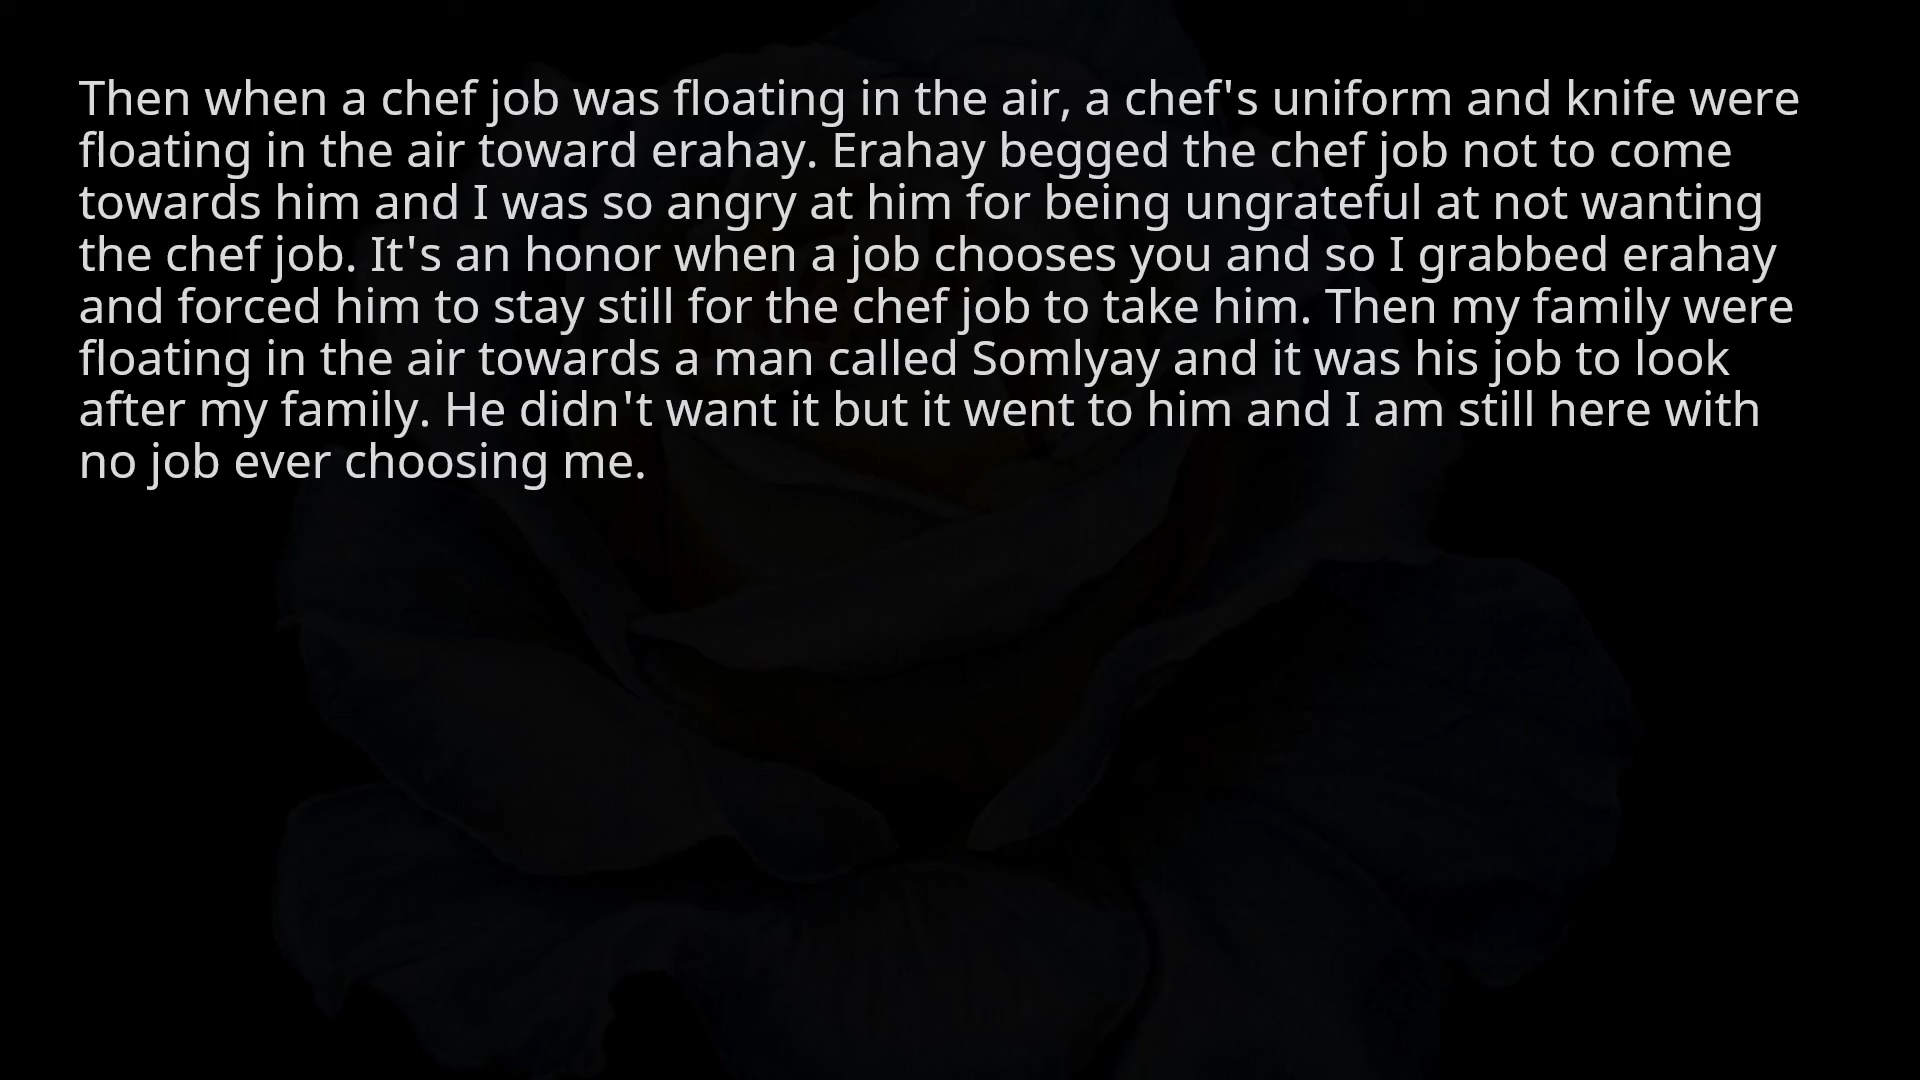 Then when a chef job was floating in the air, a chef's uniform and knife were
floating in the air toward erahay. Erahay begged the chef job not to come
towards him and I was so angry at him for being ungrateful at not wanting
the chef job. It's an honor when a job chooses you and so I grabbed erahay
and forced him to stay still for the chef job to take him. Then my family were
floating in the air towards a man called Somlyay and it was his job to look
after my family. He didn't want it but it went to him and I am still here with
no job ever choosing me.